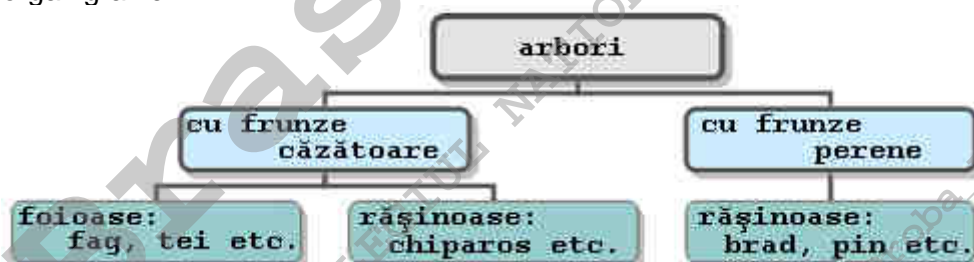 arbori
cu frunze
căzătoare
cu frunze
perene
foioase:
fag, tei etc.
rășinoase:
chiparos etc.
rășinoase:
brad, pin etc.